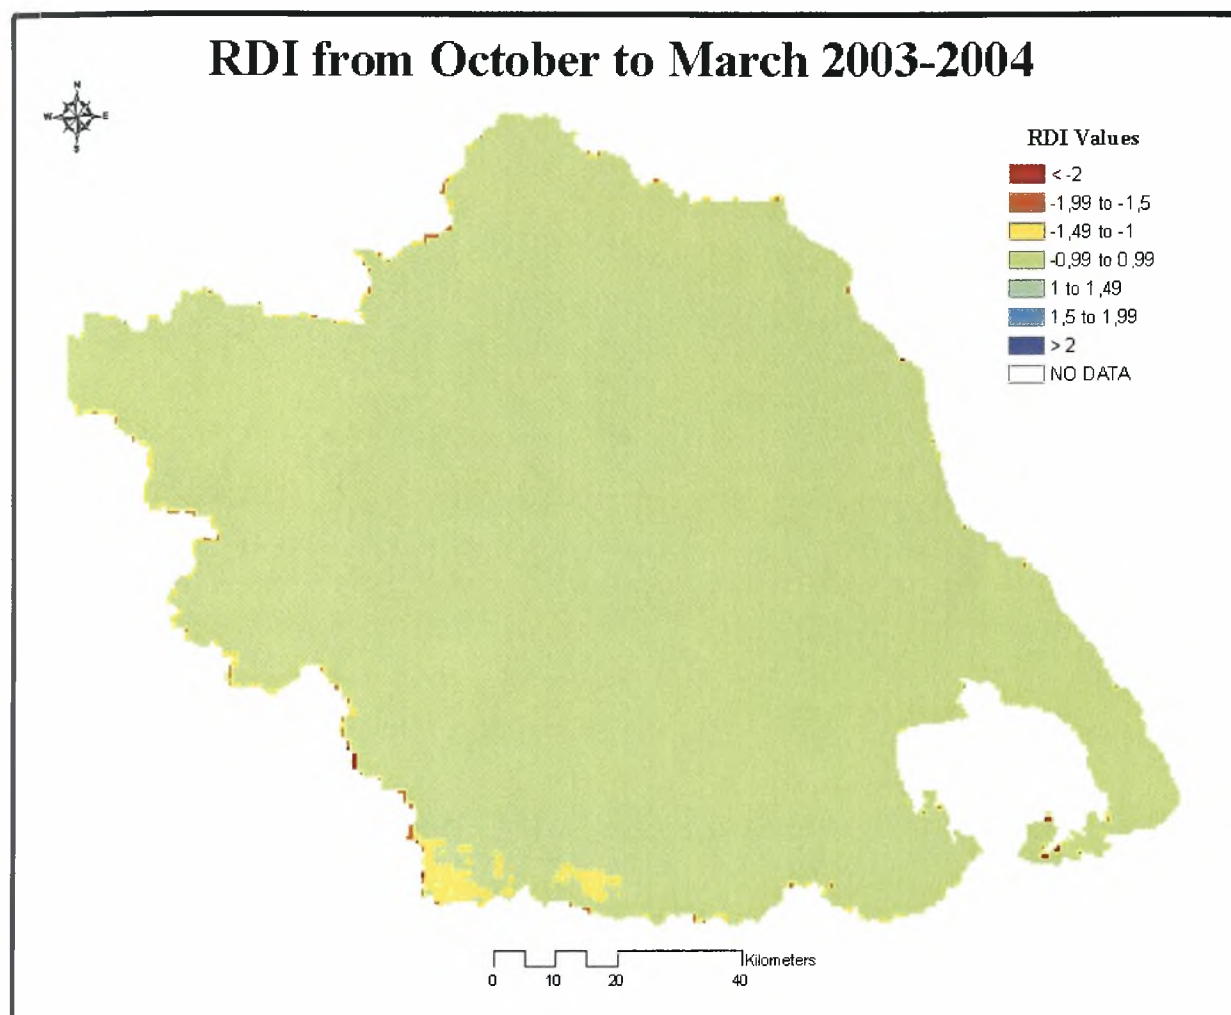 RDI from October to March 2003-2004
N
W E
S
RDI Values
< -2
-1,99 to -1,5
-1,49 to -1
-0,99 to 0,99
1 to 1,49
1,5 to 1,99
> 2
NO DATA
Kilometers
0 10 20 40